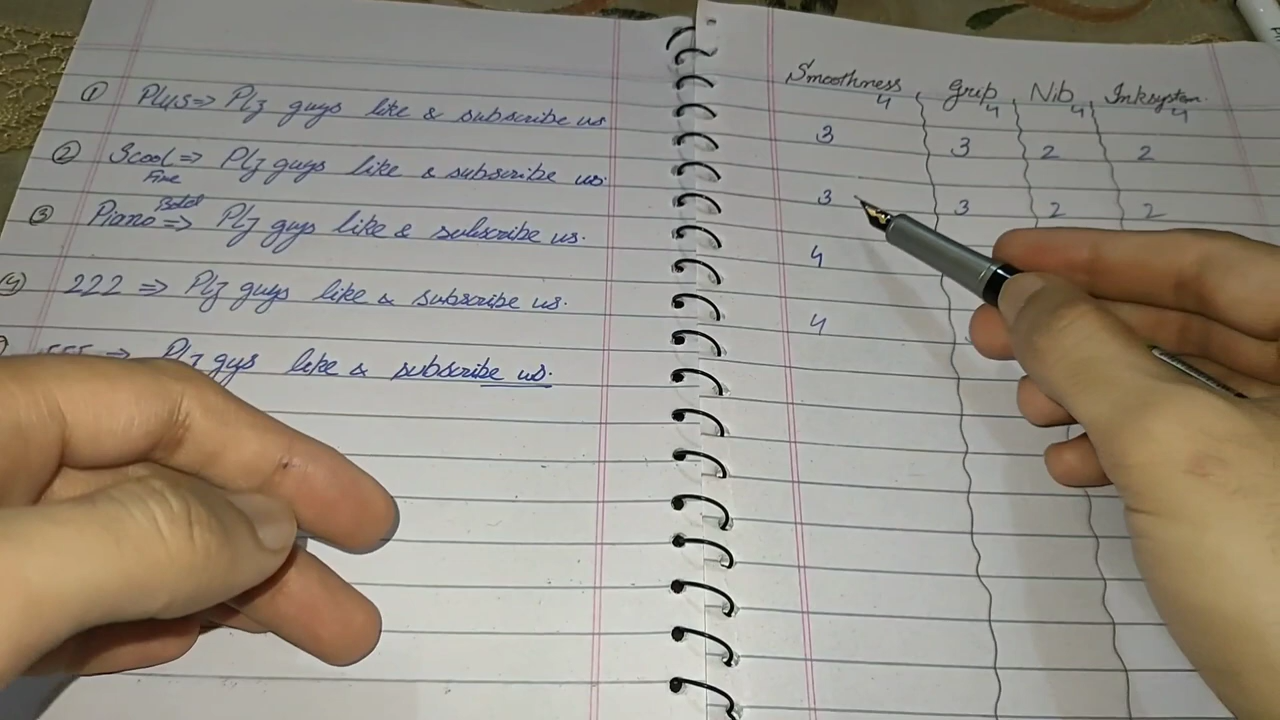 ① Plus => Plz guys like & subscribe us
② Scool => Plz guys like & subscribe us.
Fine
③ Piano Bold => Plz guys like & subscribe us.
④ 222 => Plz guys like & subscribe us.
=> Plz gys like & subscribe us.
Smoothness 4 Grip 4 Nib 4 Inksystem 4
3 3 2 2
3 3 2 2
4
4